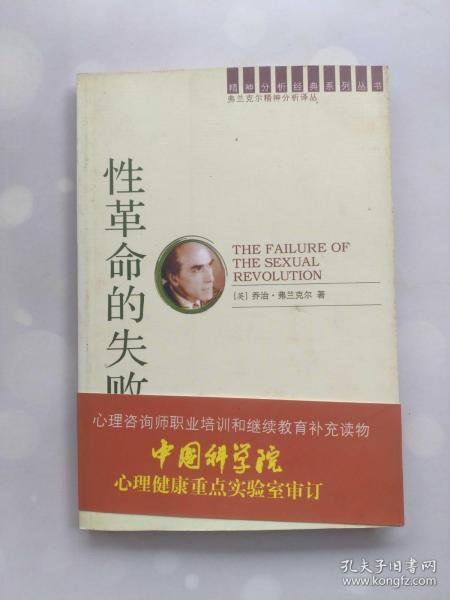 精神分析经典系列丛书
弗兰克尔精神分析译丛
性革命的失败
THE FAILURE OF
THE SEXUAL
REVOLUTION
[英] 乔治·弗兰克尔 著
心理咨询师职业培训和继续教育补充读物
中国科学院
心理健康重点实验室审订
孔夫子旧书网
www.kongfz.com